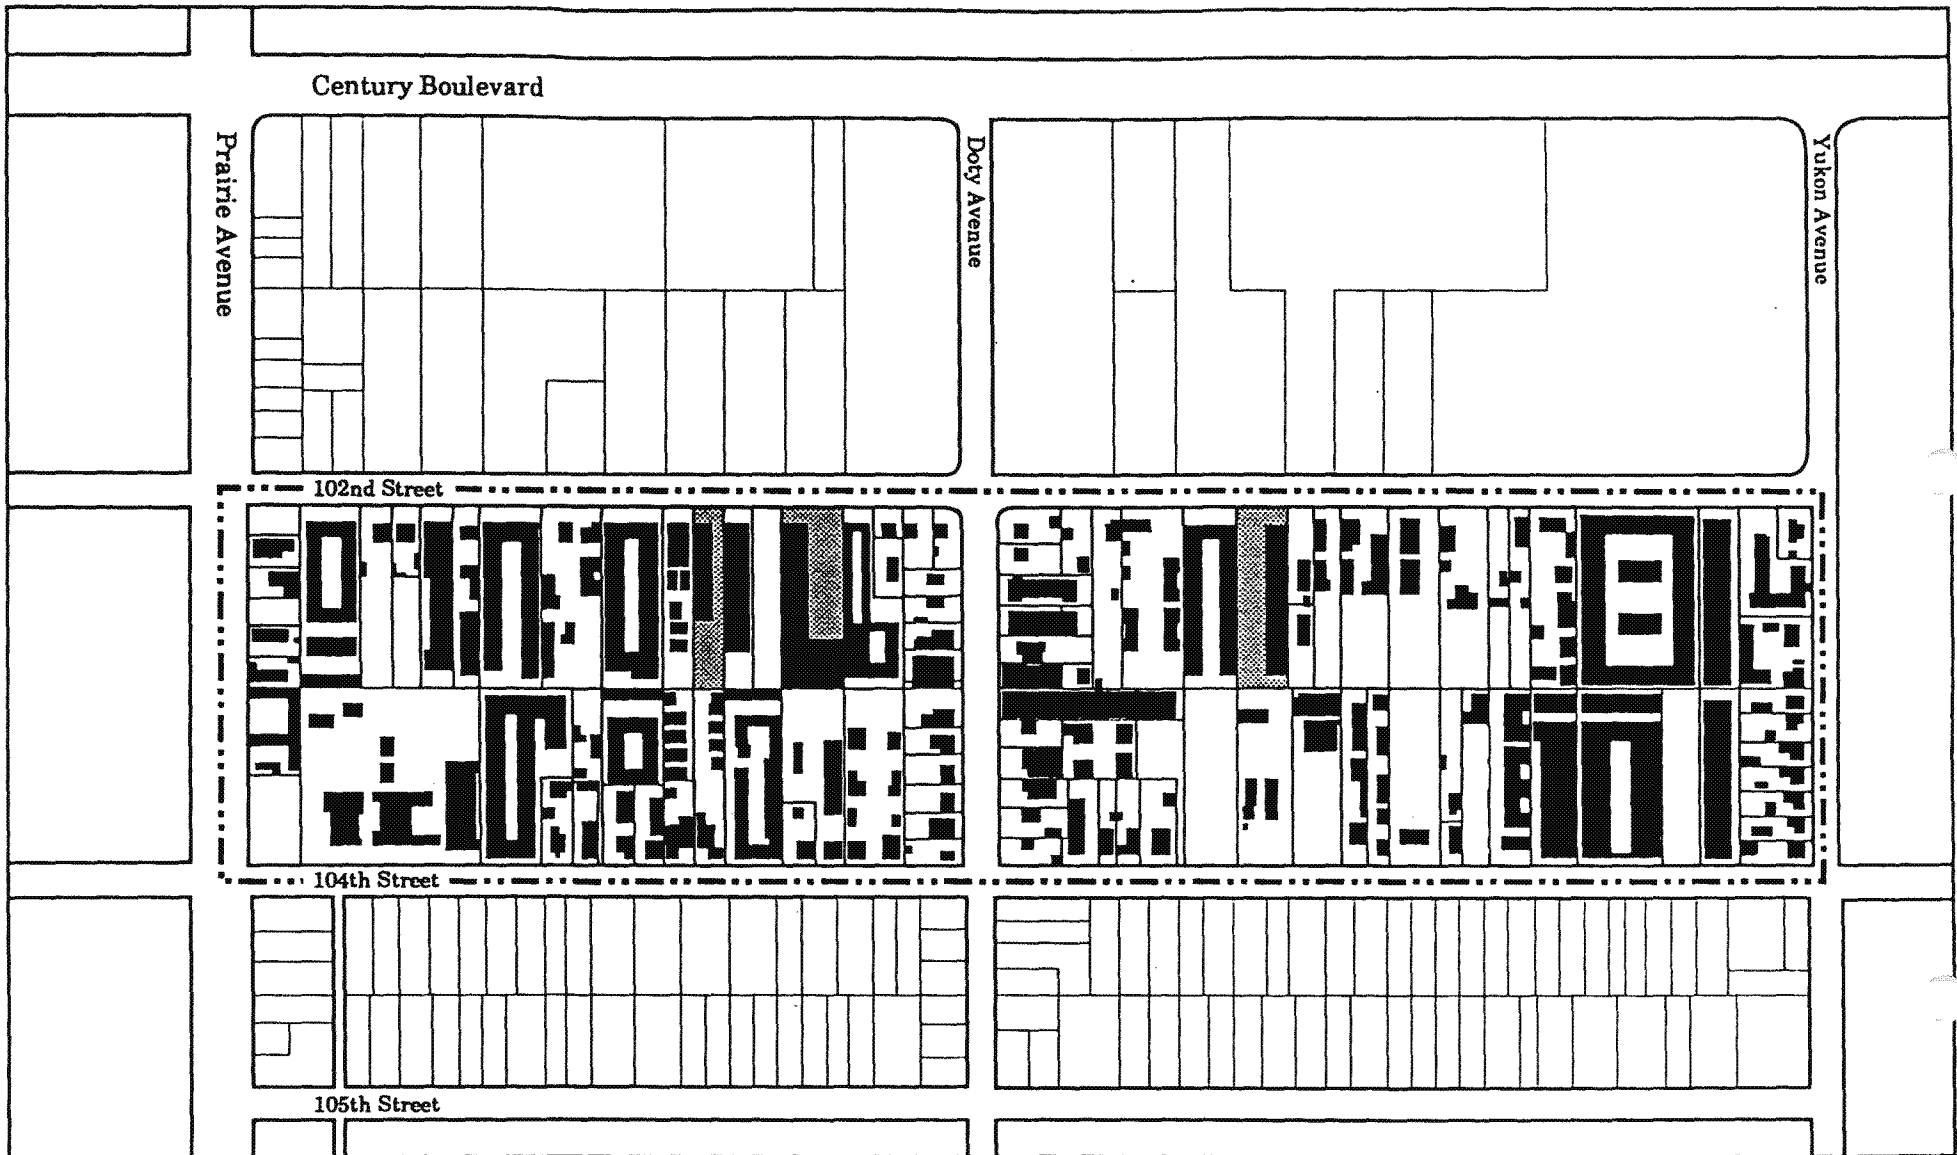 Century Boulevard
Prairie Avenue
Doty Avenue
Yukon Avenue
102nd Street
104th Street
105th Street